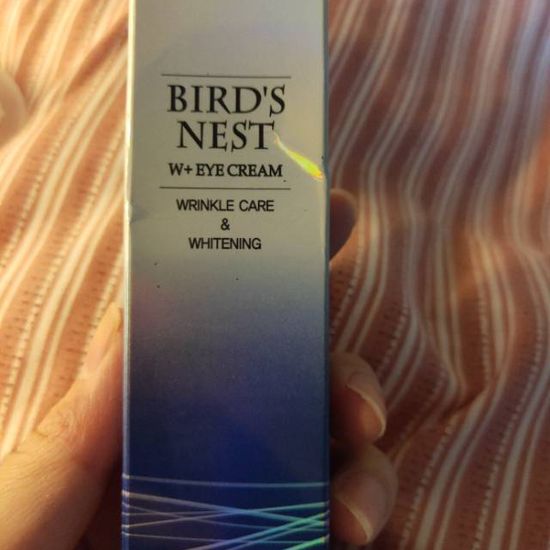 BIRD'S
NEST
W+ EYE CREAM
WRINKLE CARE
&
WHITENING